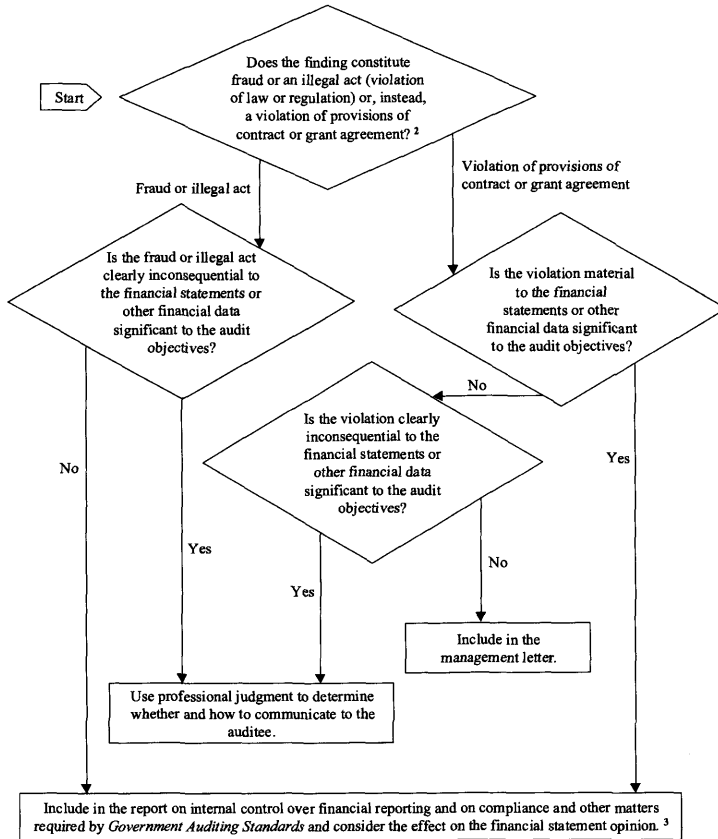 Start
Does the finding constitute
fraud or an illegal act (violation
of law or regulation) or, instead,
a violation of provisions of
contract or grant agreement? 2
Fraud or illegal act
Violation of provisions of
contract or grant agreement
Is the fraud or illegal act
clearly inconsequential to
the financial statements or
other financial data
significant to the audit
objectives?
Is the violation material
to the financial
statements or other
financial data significant
to the audit objectives?
No
Is the violation clearly
inconsequential to the
financial statements or
other financial data
significant to the audit
objectives?
No
Yes
Yes
Yes
No
Include in the
management letter.
Use professional judgment to determine
whether and how to communicate to the
auditee.
Include in the report on internal control over financial reporting and on compliance and other matters
required by Government Auditing Standards and consider the effect on the financial statement opinion. 3